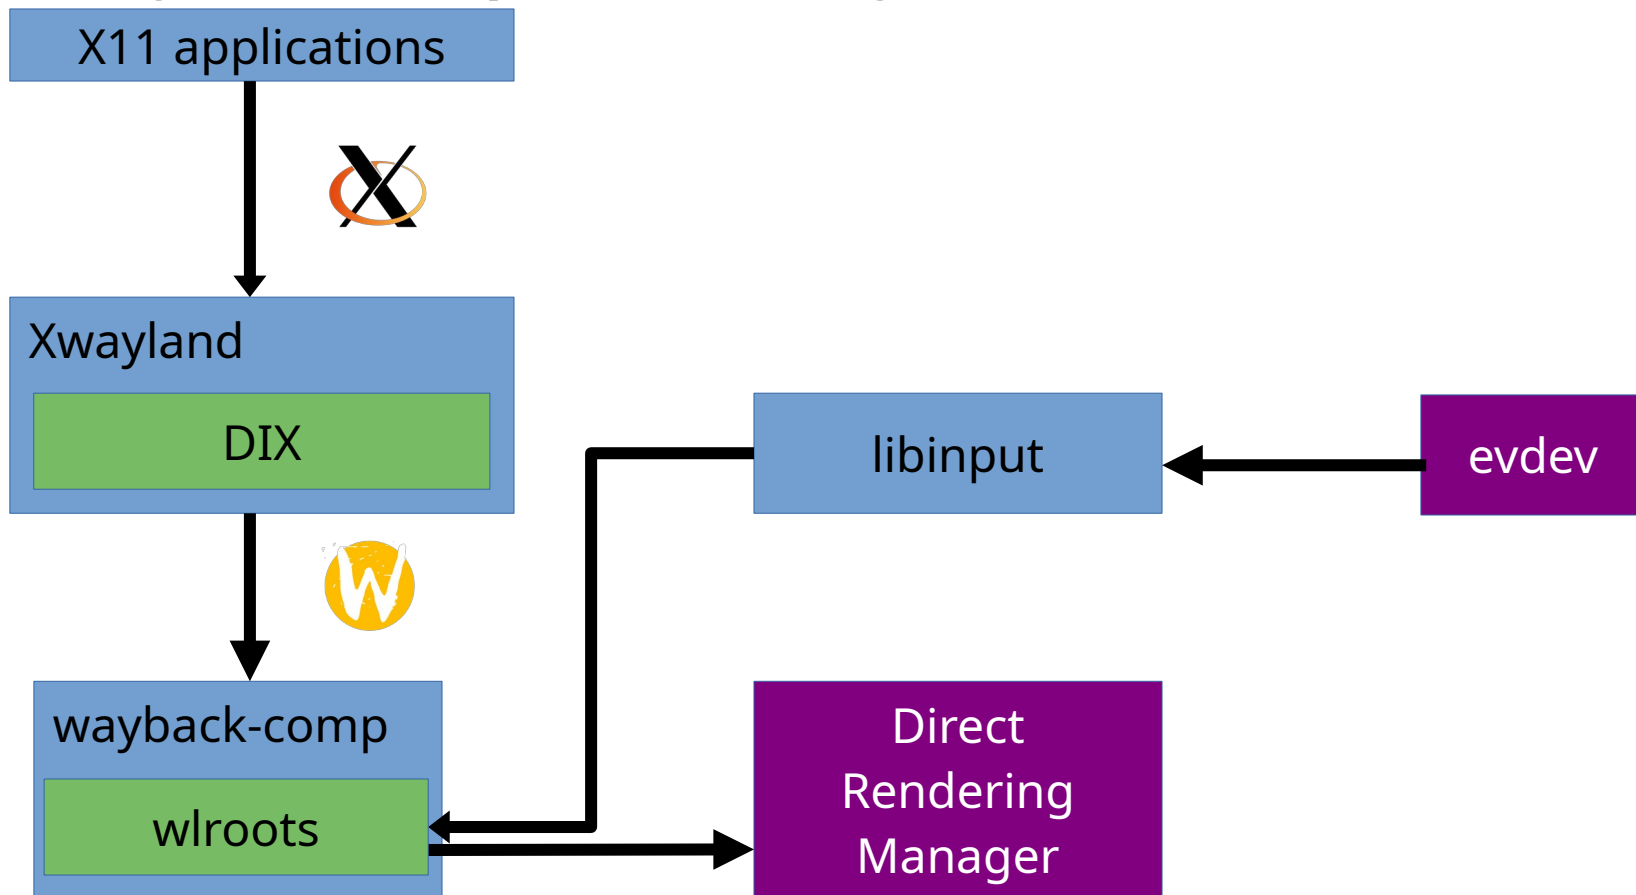 X11 applications
Xwayland
DIX
libinput
evdev
wayback-comp
wlroots
Direct
Rendering
Manager